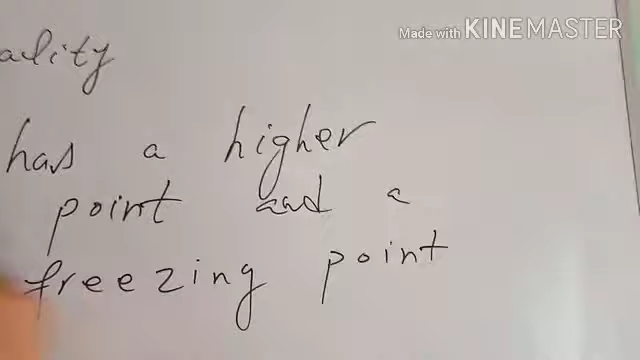 Made with KINEMASTER
ality
has a higher
point and a
freezing point